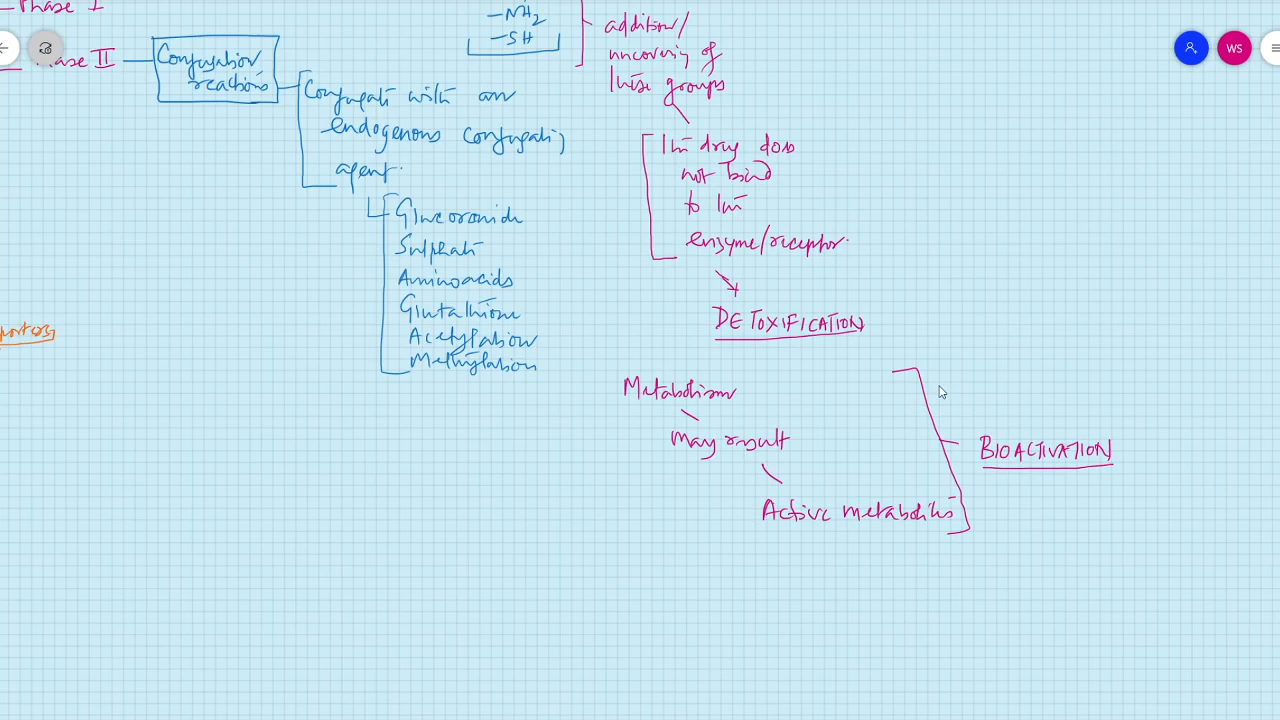 Phase I
Phase II
Conjugation
reactions
Conjugate with an
endogenous conjugating
agent.
Glucoronide
Sulphate
Aminoacids
Glutathione
Acetylation
Methylation
-NH2
-SH
addition/
uncovering of
these groups
The drug does
not bind
to the
enzyme/receptor.
DETOXIFICATION
Metabolism
may result
Active metabolites
BIOACTIVATION
WS